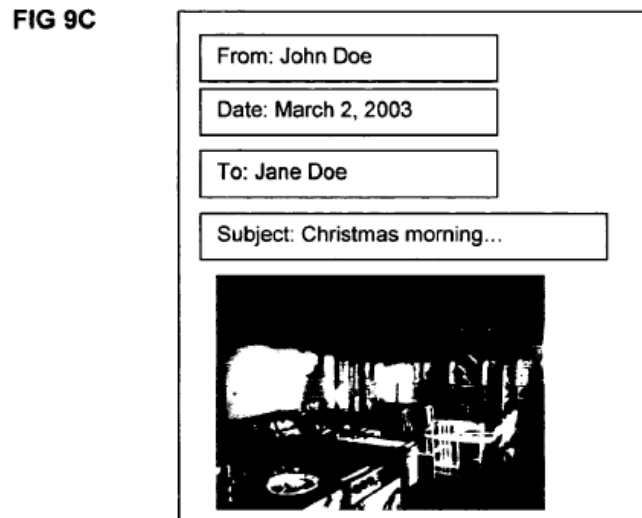 FIG 9C
From: John Doe
Date: March 2, 2003
To: Jane Doe
Subject: Christmas morning...